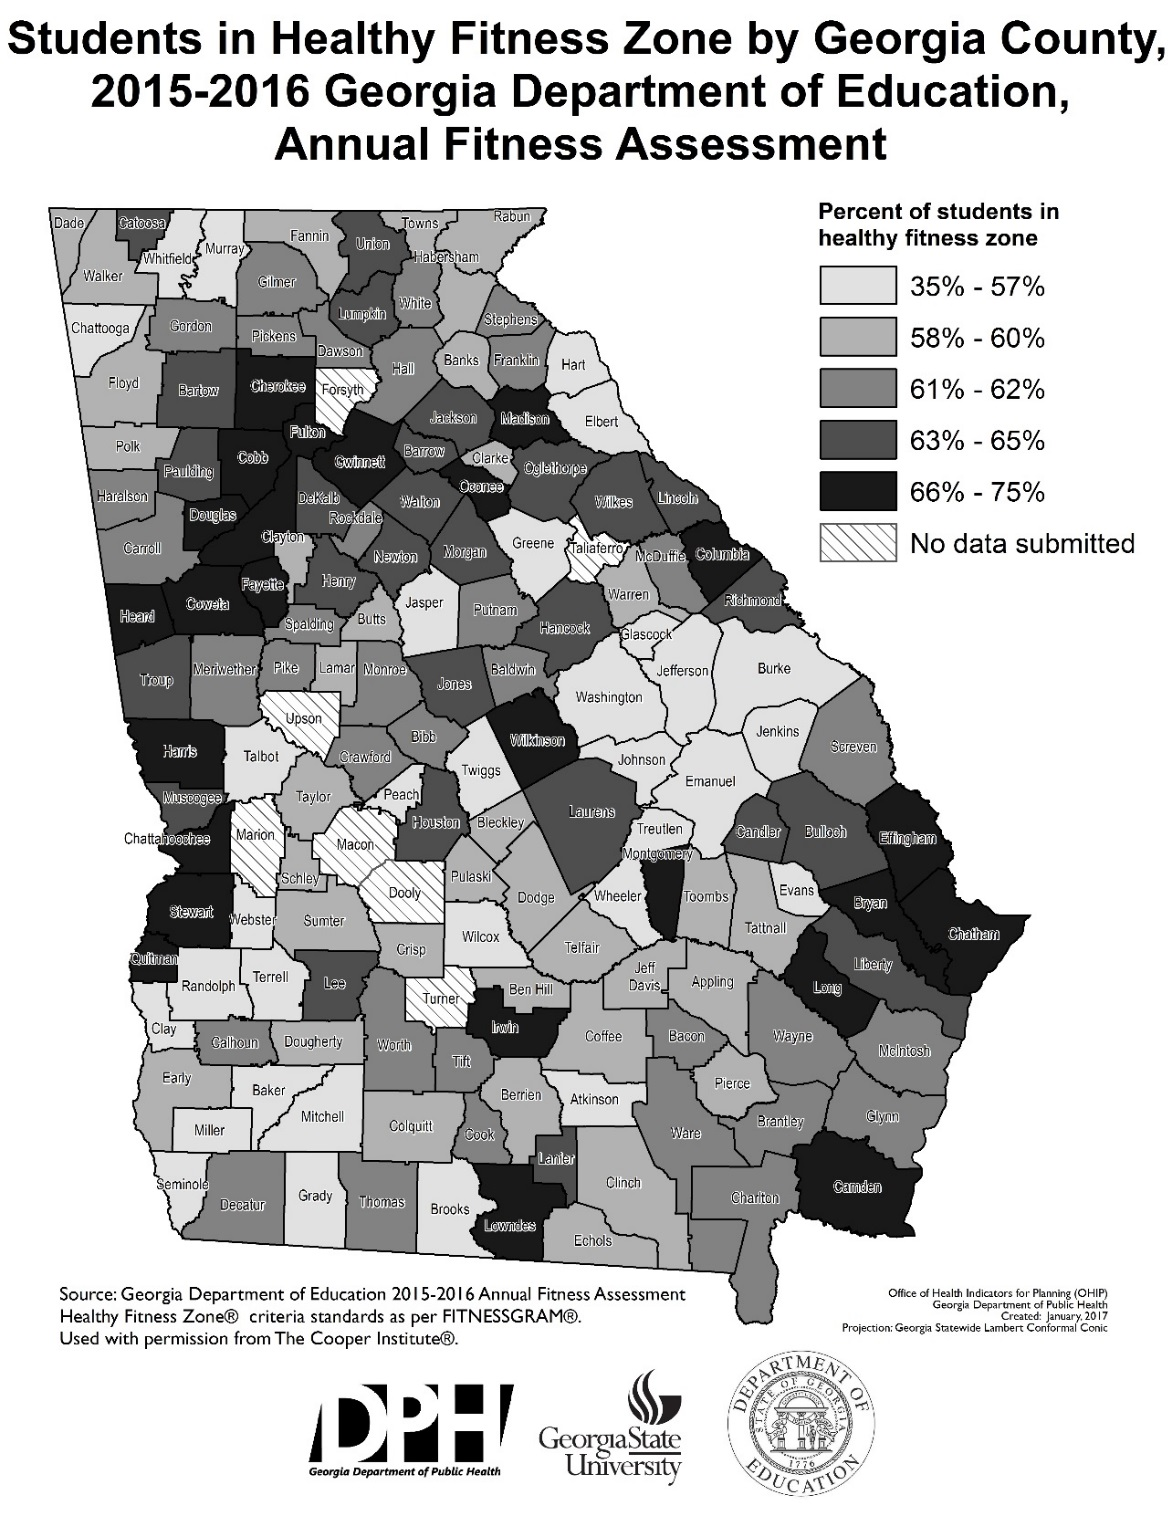 Students in Healthy Fitness Zone by Georgia County,
2015-2016 Georgia Department of Education,
Annual Fitness Assessment
Percent of students in
healthy fitness zone
35% - 57%
58% - 60%
61% - 62%
63% - 65%
66% - 75%
No data submitted
Dade
Catoosa
Whitfield
Murray
Fannin
Union
Towns
Rabun
Habersham
Walker
Gilmer
Lumpkin
White
Stephens
Chattooga
Gordon
Pickens
Dawson
Hall
Banks
Franklin
Hart
Floyd
Bartow
Cherokee
Forsyth
Jackson
Madison
Elbert
Polk
Paulding
Cobb
Fulton
Gwinnett
Barrow
Clarke
Oglethorpe
Oconee
Wilkes
Lincoln
Haralson
Douglas
DeKalb
Rockdale
Walton
Carroll
Clayton
Newton
Morgan
Greene
Taliaferro
McDuffie
Columbia
Heard
Coweta
Fayette
Henry
Spalding
Butts
Jasper
Putnam
Hancock
Warren
Richmond
Glascock
Troup
Meriwether
Pike
Lamar
Monroe
Jones
Baldwin
Washington
Jefferson
Burke
Upson
Harris
Talbot
Crawford
Bibb
Twiggs
Wilkinson
Johnson
Jenkins
Screven
Emanuel
Muscogee
Taylor
Peach
Houston
Bleckley
Laurens
Treutlen
Candler
Bulloch
Effingham
Chattahoochee
Marion
Macon
Montgomery
Schley
Dooly
Pulaski
Dodge
Wheeler
Toombs
Evans
Bryan
Stewart
Webster
Sumter
Crisp
Wilcox
Telfair
Tattnall
Chatham
Quitman
Randolph
Terrell
Lee
Turner
Ben Hill
Jeff
Davis
Appling
Long
Liberty
Clay
Calhoun
Dougherty
Worth
Tift
Irwin
Coffee
Bacon
Wayne
McIntosh
Early
Baker
Mitchell
Miller
Colquitt
Cook
Berrien
Atkinson
Pierce
Brantley
Glynn
Ware
Seminole
Decatur
Grady
Thomas
Brooks
Lowndes
Lanier
Clinch
Echols
Charlton
Camden
Source: Georgia Department of Education 2015-2016 Annual Fitness Assessment
Healthy Fitness Zone® criteria standards as per FITNESSGRAM®.
Used with permission from The Cooper Institute®.
Office of Health Indicators for Planning (OHIP)
Georgia Department of Public Health
Created: January, 2017
Projection: Georgia Statewide Lambert Conformal Conic
DPH
Georgia Department of Public Health
GeorgiaState
University
DEPARTMENT OF
EDUCATION
STATE OF GEORGIA
1776